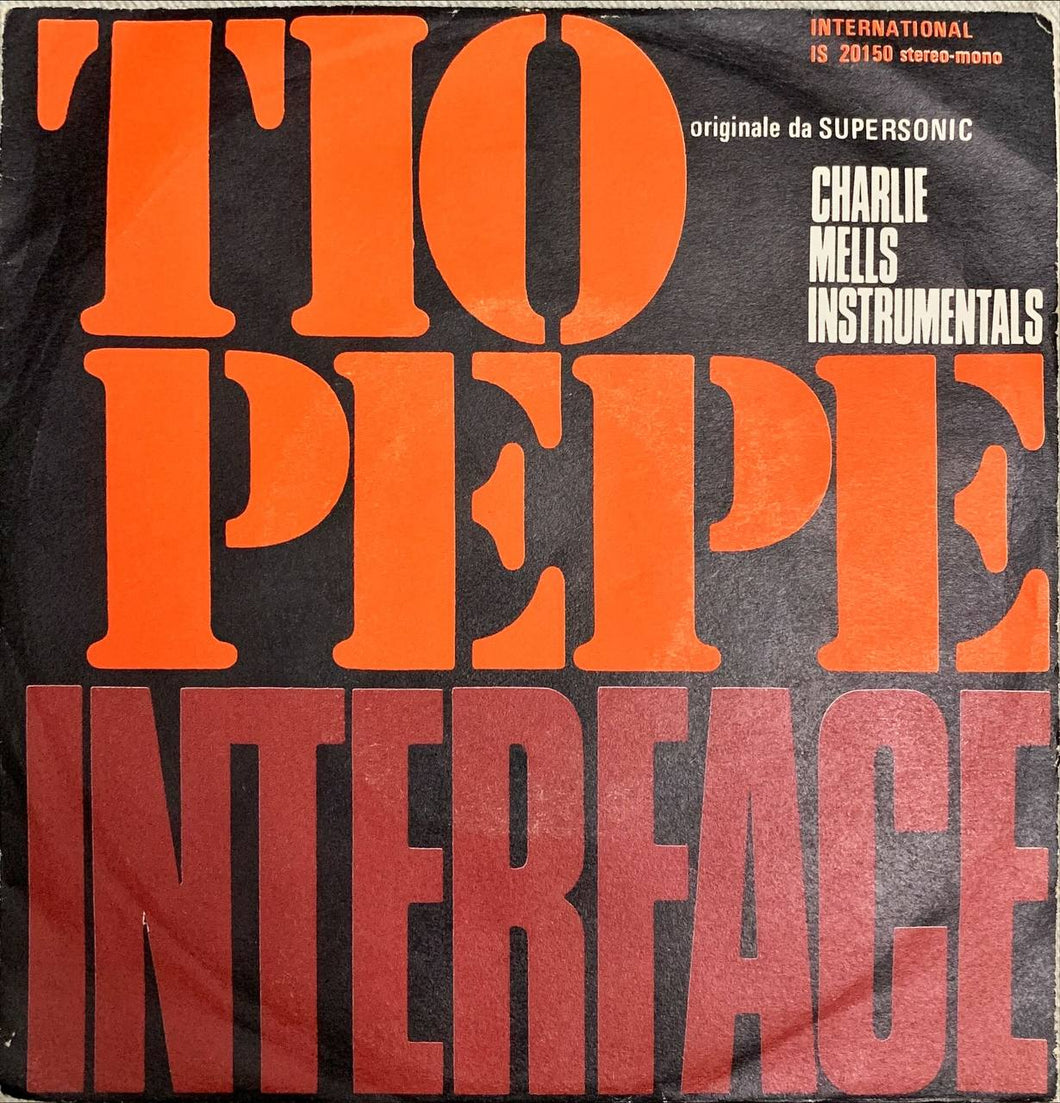 INTERNATIONAL
IS 20150 stereo-mono
TIO
originale da SUPERSONIC
CHARLIE
MELLS
INSTRUMENTALS
PEPE
INTERFACE